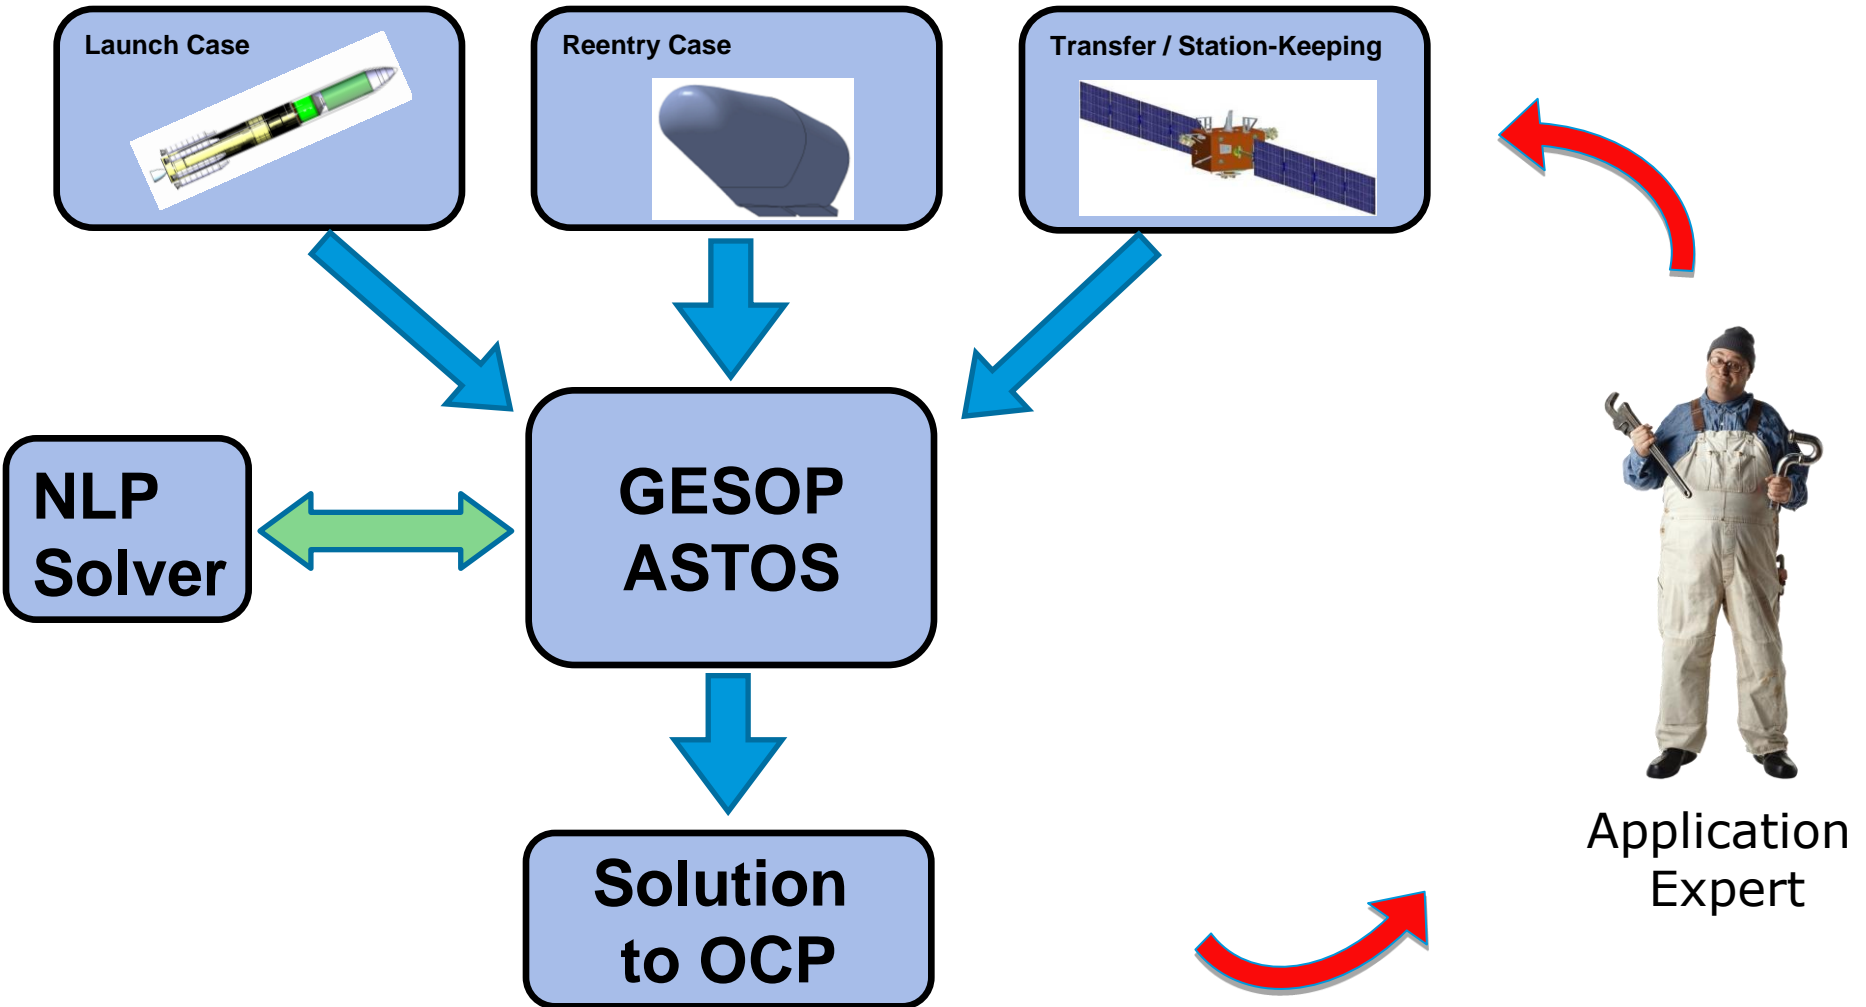 Launch Case
Reentry Case
Transfer / Station-Keeping
NLP
Solver
GESOP
ASTOS
Solution
to OCP
Application
Expert